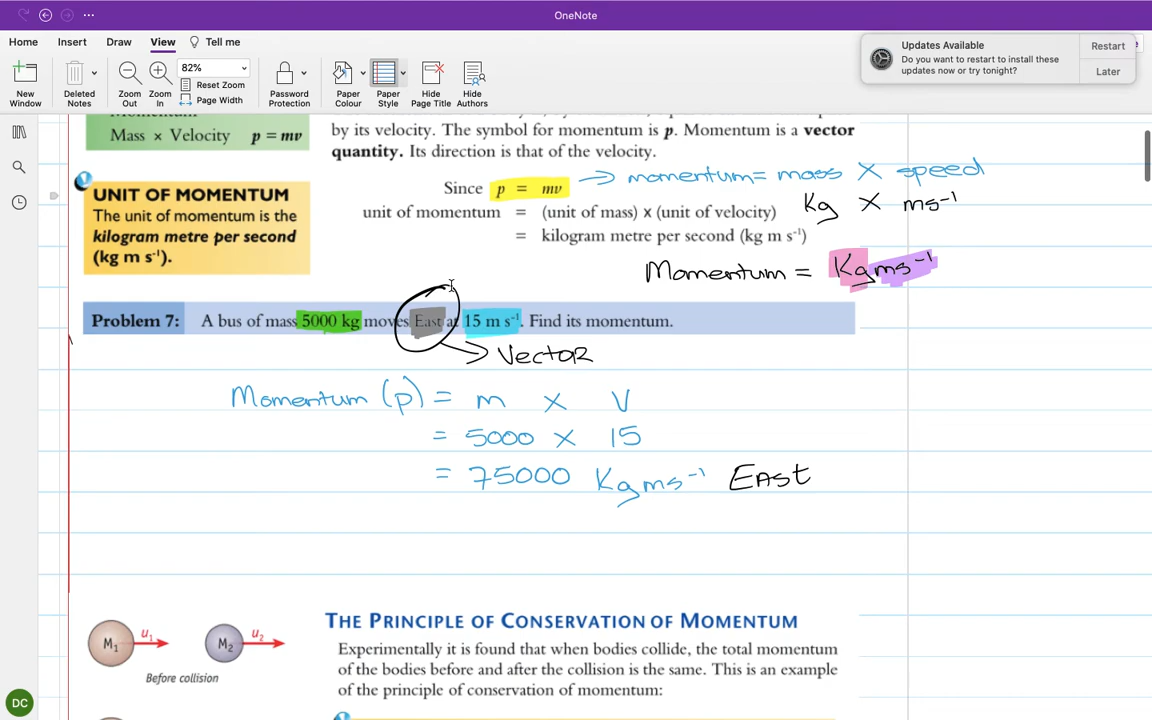 OneNote
Home Insert Draw View Tell me
New Window
Deleted Notes
Zoom Out
Zoom In
82%
Reset Zoom
Page Width
Password Protection
Paper Colour
Paper Style
Hide Page Title
Hide Authors
Updates Available
Do you want to restart to install these
updates now or try tonight?
Restart
Later
Mass × Velocity p = mv
by its velocity. The symbol for momentum is p. Momentum is a vector
quantity. Its direction is that of the velocity.
UNIT OF MOMENTUM
The unit of momentum is the
kilogram metre per second
(kg m s⁻¹).
Since p = mv → momentum = mass X speed
unit of momentum = (unit of mass) x (unit of velocity) Kg X ms⁻¹
= kilogram metre per second (kg m s⁻¹)
Momentum = Kgms⁻¹
Problem 7: A bus of mass 5000 kg moves East at 15 m s⁻¹. Find its momentum.
→ Vector
Momentum (p) = m X V
= 5000 X 15
= 75000 Kgms⁻¹ EAST
THE PRINCIPLE OF CONSERVATION OF MOMENTUM
M₁ u₁ M₂ u₂
Before collision
Experimentally it is found that when bodies collide, the total momentum
of the bodies before and after the collision is the same. This is an example
of the principle of conservation of momentum:
DC